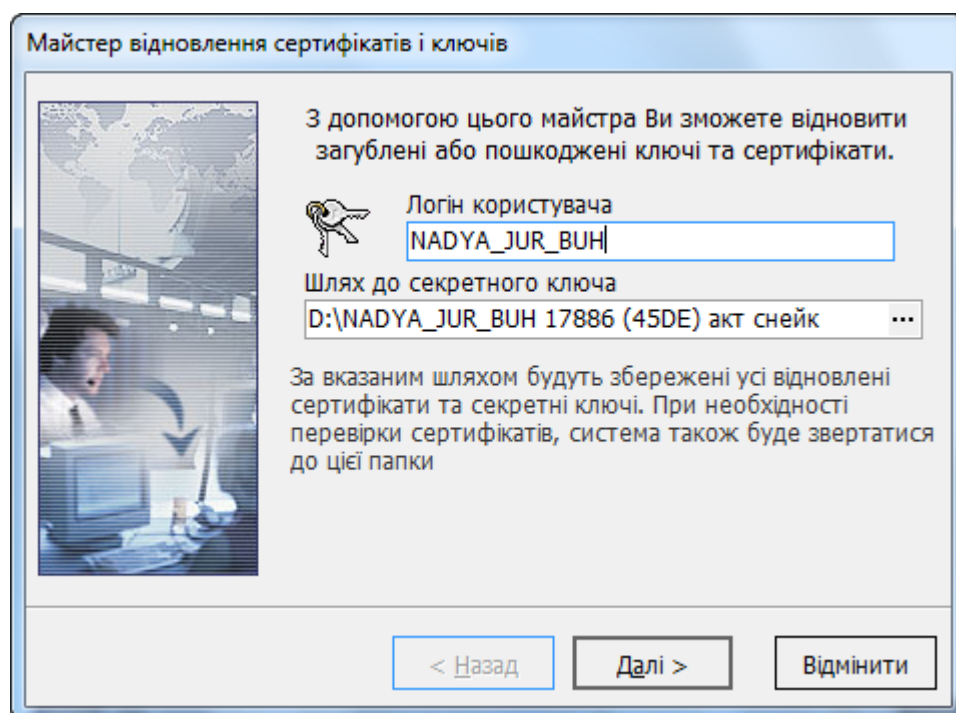 Майстер відновлення сертифікатів і ключів
З допомогою цього майстра Ви зможете відновити
загублені або пошкоджені ключі та сертифікати.
Логін користувача
NADYA_JUR_BUH
Шлях до секретного ключа
D:\NADYA_JUR_BUH 17886 (45DE) акт снейк ...
За вказаним шляхом будуть збережені усі відновлені
сертифікати та секретні ключі. При необхідності
перевірки сертифікатів, система також буде звертатися
до цієї папки
< Назад Далі > Відмінити